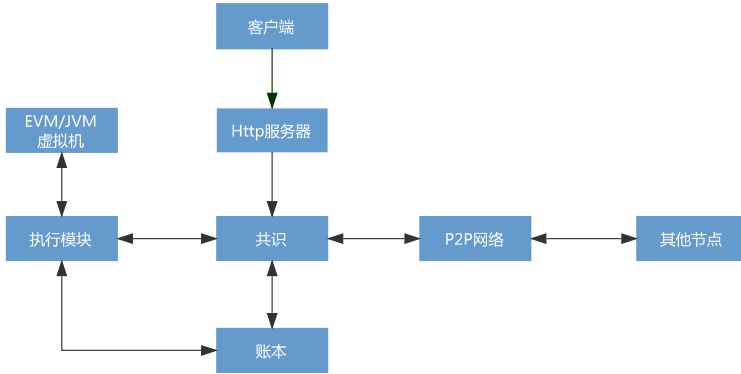 客户端
EVM/JVM
虚拟机
Http服务器
执行模块
共识
P2P网络
其他节点
账本